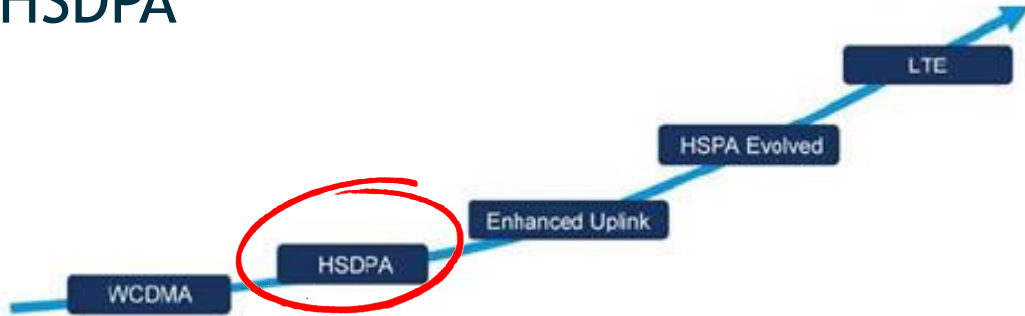 HSDPA
LTE
HSPA Evolved
Enhanced Uplink
HSDPA
WCDMA